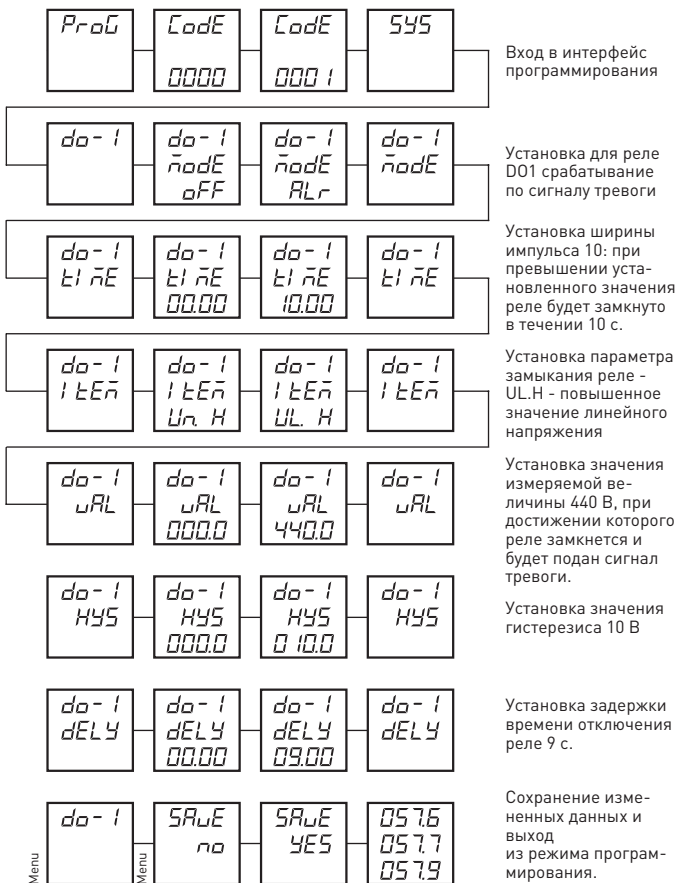 ProG CodE CodE SYS
0000 0001
Вход в интерфейс
программирования
do-1 do-1 do-1 do-1
modE modE modE
oFF ALr
Установка для реле
DO1 срабатывание
по сигналу тревоги
do-1 do-1 do-1 do-1
tImE tImE tImE tImE
00.00 10.00
Установка ширины
импульса 10: при
превышении уста-
новленного значения
реле будет замкнуто
в течении 10 с.
do-1 do-1 do-1 do-1
ItEm ItEm ItEm ItEm
Un. H UL. H
Установка параметра
замыкания реле -
UL.H - повышенное
значение линейного
напряжения
do-1 do-1 do-1 do-1
uAL uAL uAL uAL
000.0 440.0
Установка значения
измеряемой ве-
личины 440 В, при
достижении которого
реле замкнется и
будет подан сигнал
тревоги.
do-1 do-1 do-1 do-1
HYS HYS HYS HYS
000.0 010.0
Установка значения
гистерезиса 10 В
do-1 do-1 do-1 do-1
dELY dELY dELY dELY
00.00 09.00
Установка задержки
времени отключения
реле 9 с.
do-1 SAuE SAuE 057.6
no YES 057.7
057.9
Menu
Menu
Сохранение изме-
ненных данных и
выход
из режима програм-
мирования.